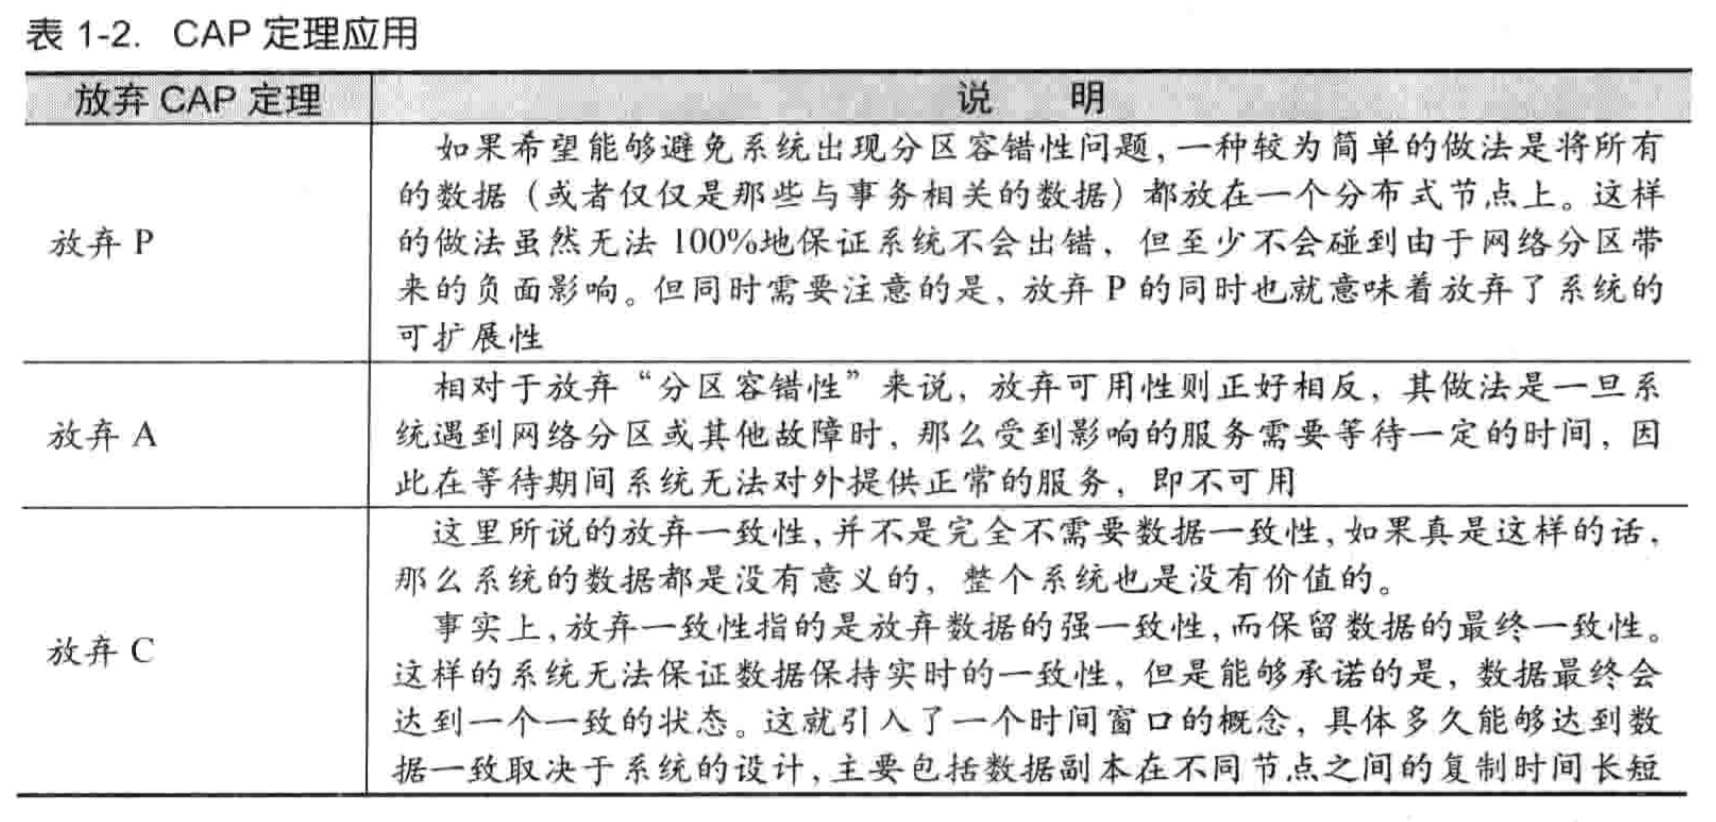 表 1-2. CAP 定理应用
放弃 CAP 定理 说 明
如果希望能够避免系统出现分区容错性问题，一种较为简单的做法是将所有
的数据（或者仅仅是那些与事务相关的数据）都放在一个分布式节点上。这样
放弃 P
的做法虽然无法 100%地保证系统不会出错，但至少不会碰到由于网络分区带
来的负面影响。但同时需要注意的是，放弃 P 的同时也就意味着放弃了系统的
可扩展性
相对于放弃“分区容错性”来说，放弃可用性则正好相反，其做法是一旦系
放弃 A
统遇到网络分区或其他故障时，那么受到影响的服务需要等待一定的时间，因
此在等待期间系统无法对外提供正常的服务，即不可用
这里所说的放弃一致性，并不是完全不需要数据一致性，如果真是这样的话，
那么系统的数据都是没有意义的，整个系统也是没有价值的。
放弃 C
事实上，放弃一致性指的是放弃数据的强一致性，而保留数据的最终一致性。
这样的系统无法保证数据保持实时的一致性，但是能够承诺的是，数据最终会
达到一个一致的状态。这就引入了一个时间窗口的概念，具体多久能够达到数
据一致取决于系统的设计，主要包括数据副本在不同节点之间的复制时间长短